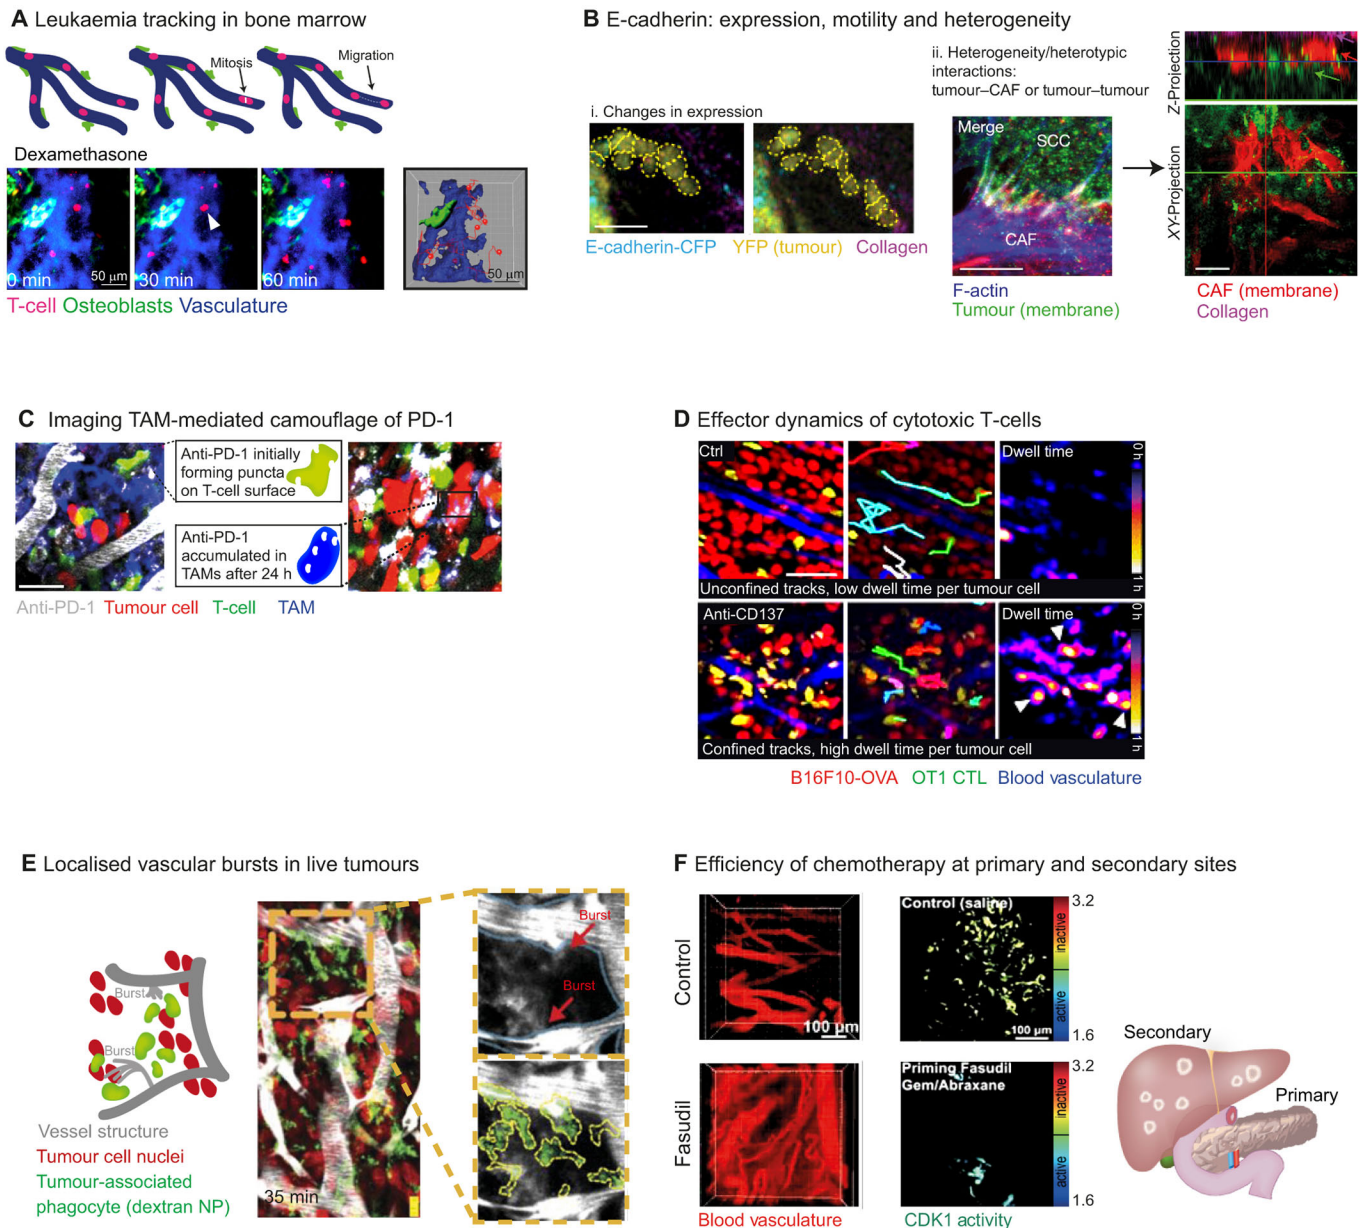 A Leukaemia tracking in bone marrow
Mitosis
Migration
Dexamethasone
0 min
50 μm
30 min
60 min
50 μm
T-cell Osteoblasts Vasculature
B E-cadherin: expression, motility and heterogeneity
i. Changes in expression
E-cadherin-CFP YFP (tumour) Collagen
ii. Heterogeneity/heterotypic
interactions:
tumour–CAF or tumour–tumour
Merge
SCC
CAF
F-actin
Tumour (membrane)
Z-Projection
XY-Projection
CAF (membrane)
Collagen
C Imaging TAM-mediated camouflage of PD-1
Anti-PD-1 initially
forming puncta
on T-cell surface
Anti-PD-1
accumulated in
TAMs after 24 h
Anti-PD-1 Tumour cell T-cell TAM
D Effector dynamics of cytotoxic T-cells
Ctrl
Dwell time
0 h
1 h
Unconfined tracks, low dwell time per tumour cell
Anti-CD137
Dwell time
0 h
1 h
Confined tracks, high dwell time per tumour cell
B16F10-OVA OT1 CTL Blood vasculature
E Localised vascular bursts in live tumours
Burst
Burst
Vessel structure
Tumour cell nuclei
Tumour-associated
phagocyte (dextran NP)
35 min
Burst
Burst
F Efficiency of chemotherapy at primary and secondary sites
Control
100 μm
Control (saline)
100 μm
3.2
inactive
active
1.6
Fasudil
Blood vasculature
Priming Fasudil
Gem/Abraxane
3.2
inactive
active
1.6
CDK1 activity
Secondary
Primary